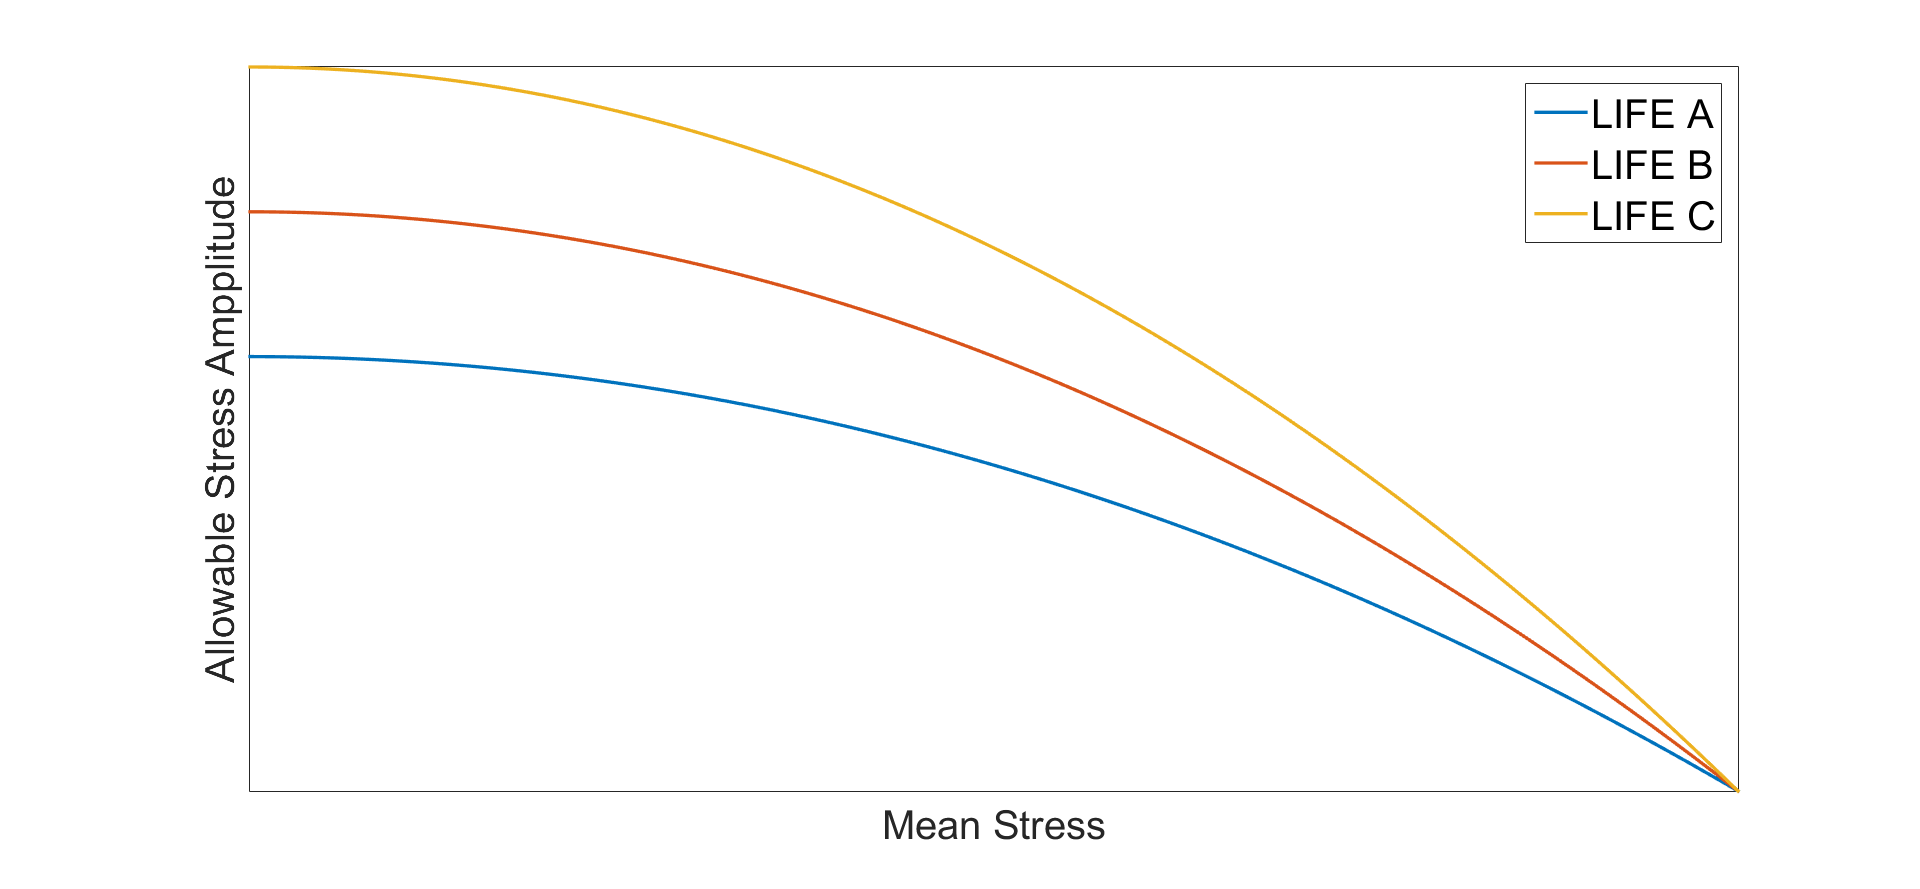 Allowable Stress Ampplitude
LIFE A
LIFE B
LIFE C
Mean Stress